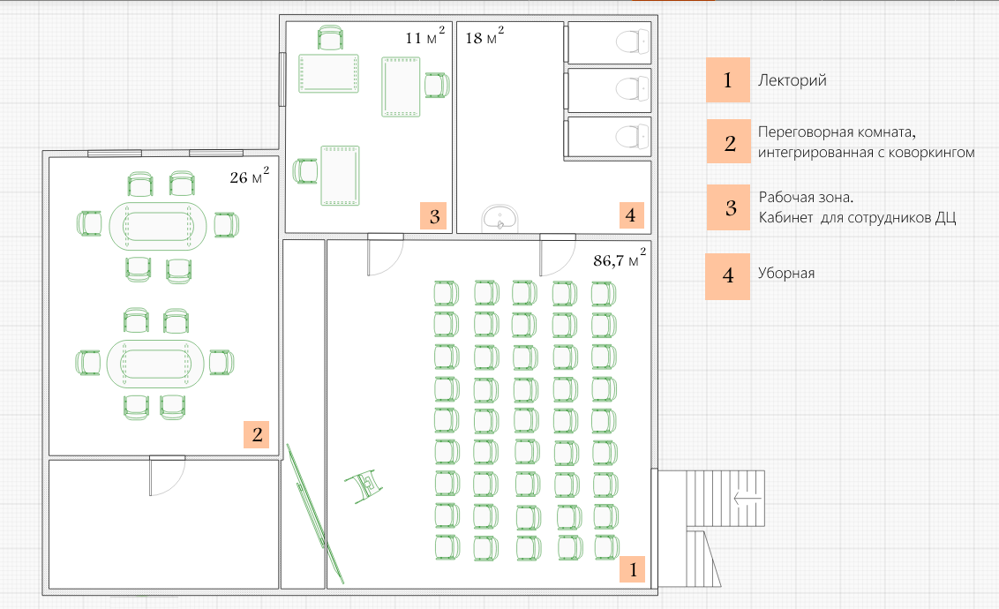 11 м²
18 м²
26 м²
3
4
86,7 м²
2
1
1
Лекторий
2
Переговорная комната,
интегрированная с коворкингом
3
Рабочая зона.
Кабинет для сотрудников ДЦ
4
Уборная